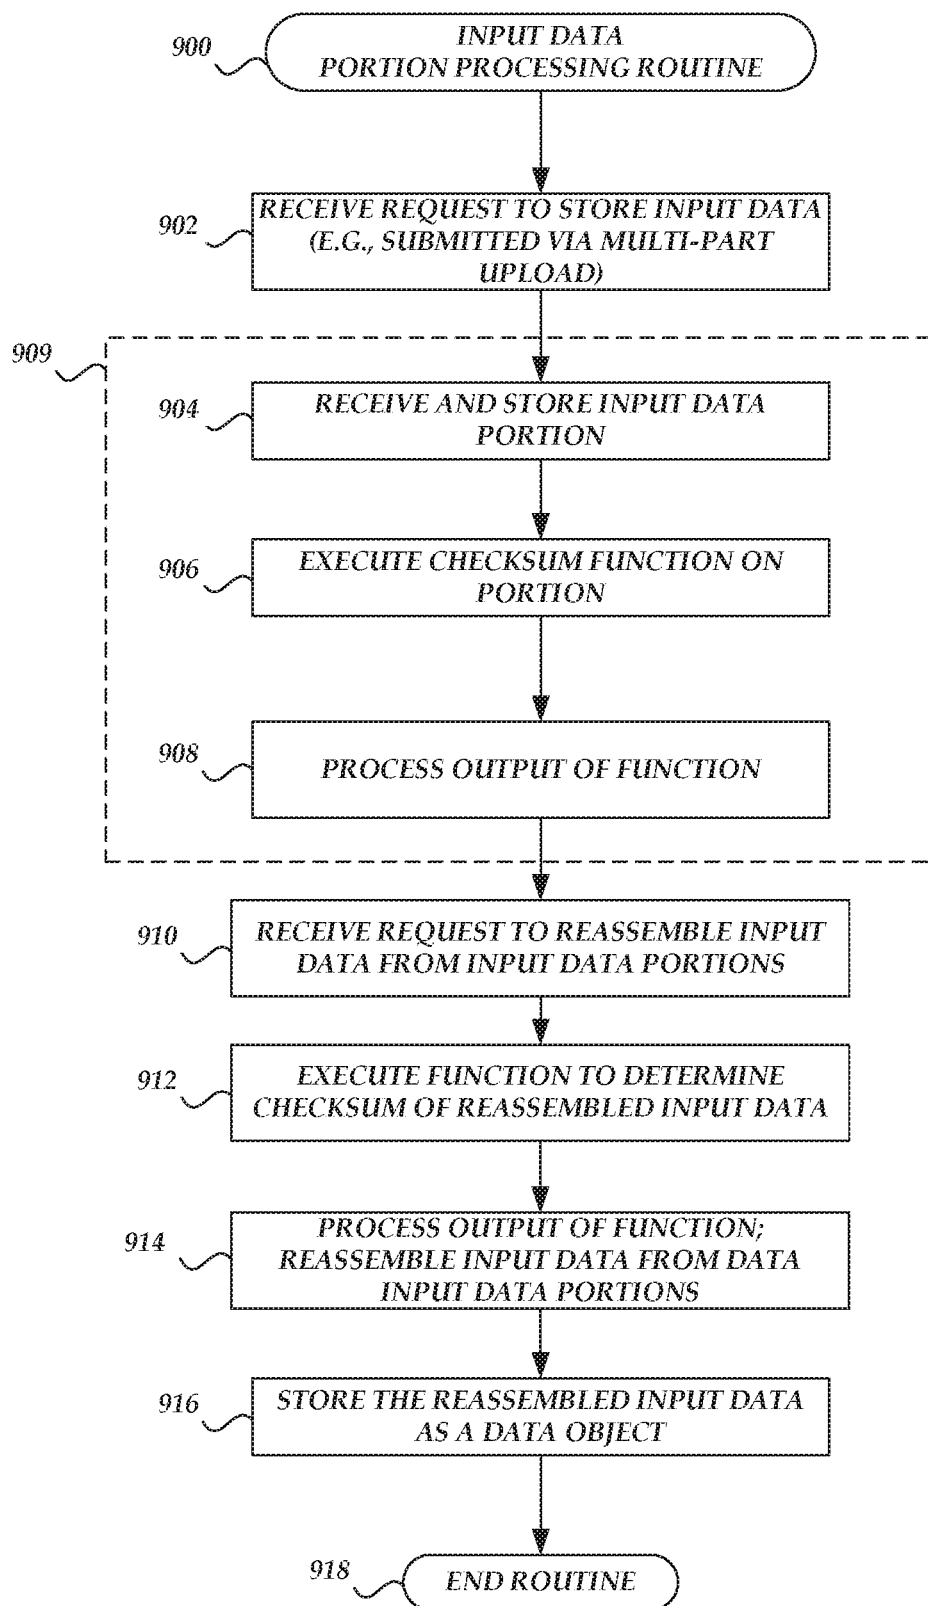 900
INPUT DATA
PORTION PROCESSING ROUTINE
902
RECEIVE REQUEST TO STORE INPUT DATA
(E.G., SUBMITTED VIA MULTI-PART
UPLOAD)
909
904
RECEIVE AND STORE INPUT DATA
PORTION
906
EXECUTE CHECKSUM FUNCTION ON
PORTION
908
PROCESS OUTPUT OF FUNCTION
910
RECEIVE REQUEST TO REASSEMBLE INPUT
DATA FROM INPUT DATA PORTIONS
912
EXECUTE FUNCTION TO DETERMINE
CHECKSUM OF REASSEMBLED INPUT DATA
914
PROCESS OUTPUT OF FUNCTION;
REASSEMBLE INPUT DATA FROM DATA
INPUT DATA PORTIONS
916
STORE THE REASSEMBLED INPUT DATA
AS A DATA OBJECT
918
END ROUTINE